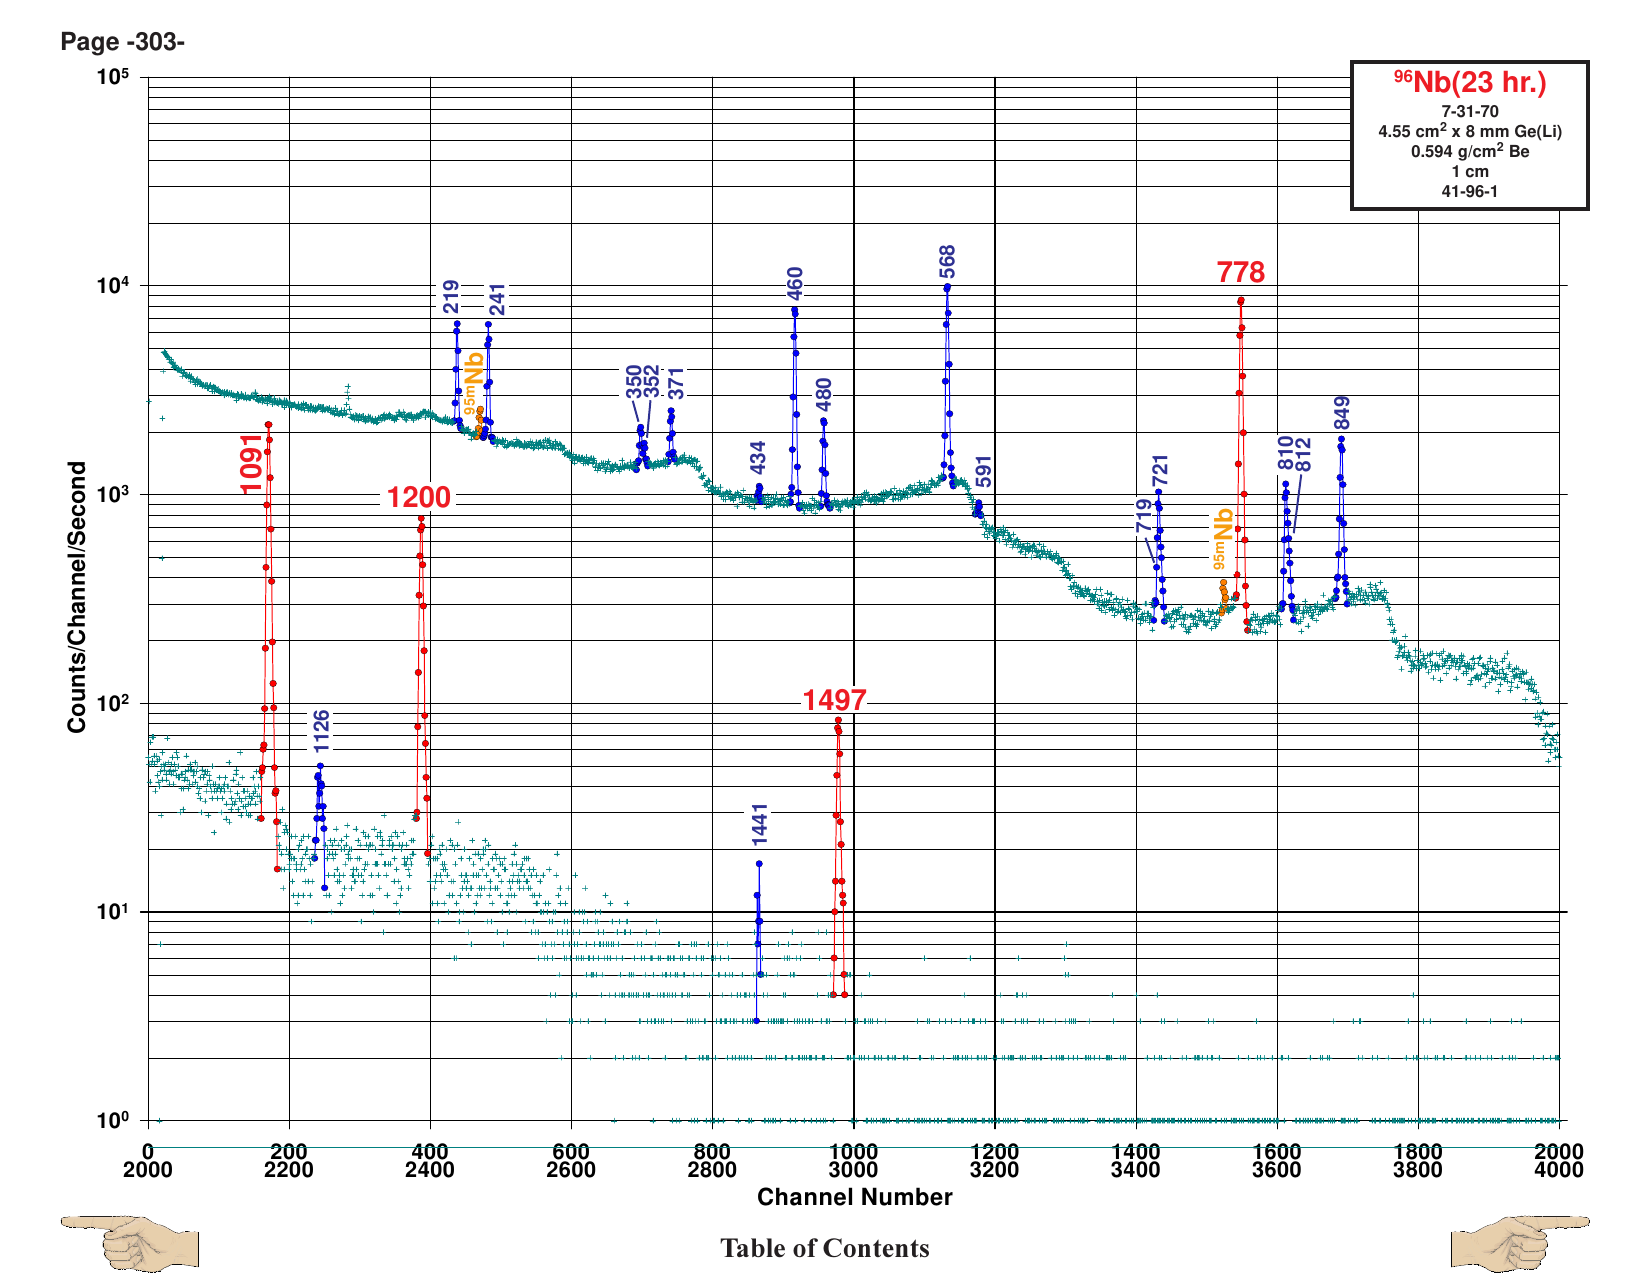 Page -303-
10⁵
⁹⁶Nb(23 hr.)
7-31-70
4.55 cm² x 8 mm Ge(Li)
0.594 g/cm² Be
1 cm
41-96-1
10⁴
219
241
⁹⁵ᵐNb
350
352
371
434
460
480
568
591
719
721
⁹⁵ᵐNb
778
810
812
849
10³
1091
1200
10²
1126
1441
1497
10¹
10⁰
Counts/Channel/Second
0 200 400 600 800 1000 1200 1400 1600 1800 2000
2000 2200 2400 2600 2800 3000 3200 3400 3600 3800 4000
Channel Number
Table of Contents